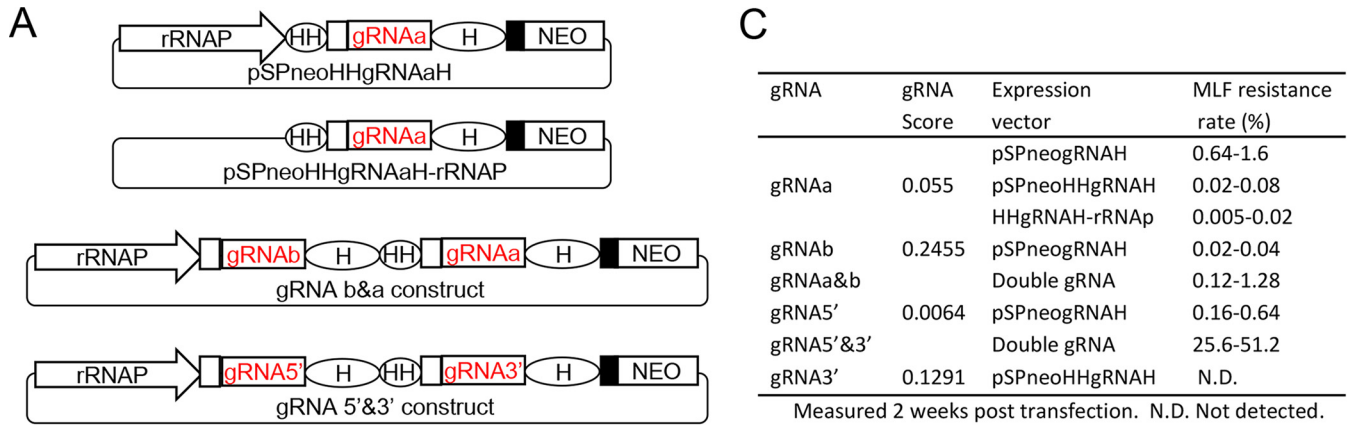 A
rRNAP HH gRNAa H NEO
pSPneoHHgRNAaH
HH gRNAa H NEO
pSPneoHHgRNAaH-rRNAP
rRNAP gRNAb H HH gRNAa H NEO
gRNA b&a construct
rRNAP gRNA5’ H HH gRNA3’ H NEO
gRNA 5’&3’ construct
C
gRNA gRNA Expression MLF resistance
Score vector rate (%)
pSPneogRNAH 0.64-1.6
gRNAa 0.055 pSPneoHHgRNAH 0.02-0.08
HHgRNAH-rRNAp 0.005-0.02
gRNAb 0.2455 pSPneogRNAH 0.02-0.04
gRNAa&b Double gRNA 0.12-1.28
gRNA5’ 0.0064 pSPneogRNAH 0.16-0.64
gRNA5’&3’ Double gRNA 25.6-51.2
gRNA3’ 0.1291 pSPneoHHgRNAH N.D.
Measured 2 weeks post transfection. N.D. Not detected.